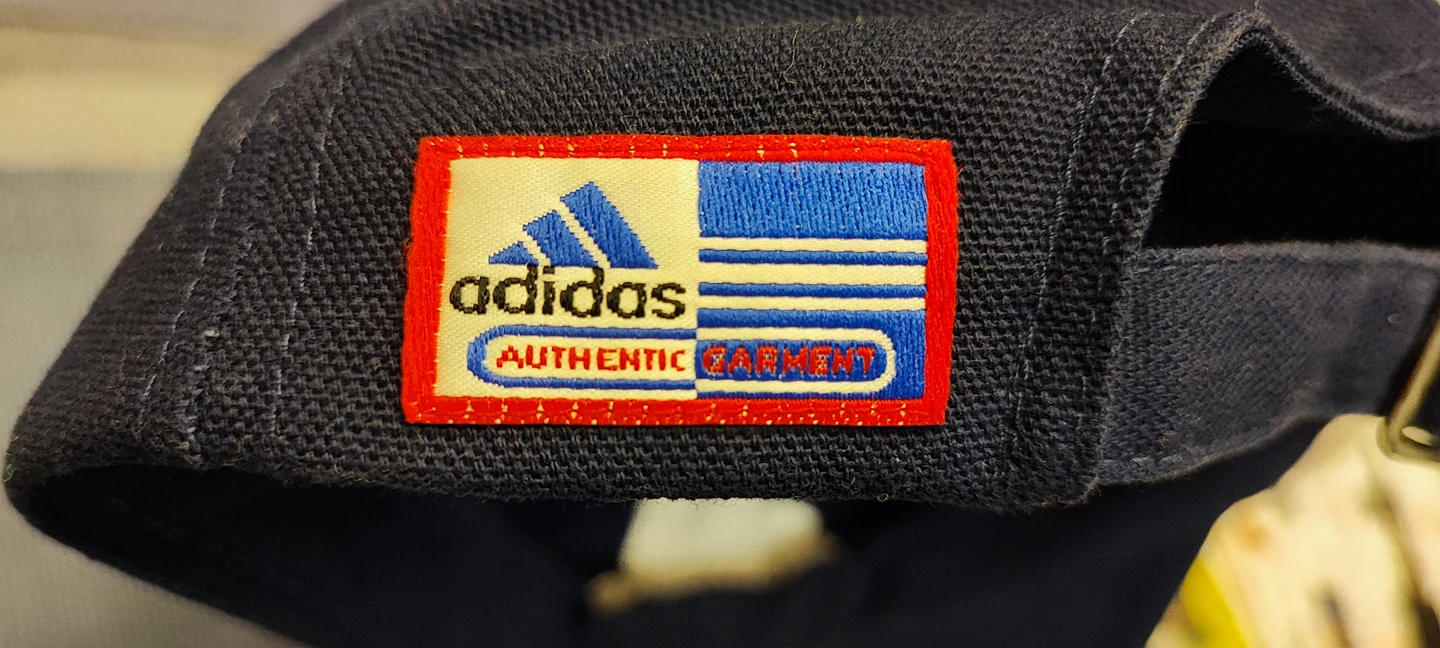 adidas
AUTHENTIC GARMENT